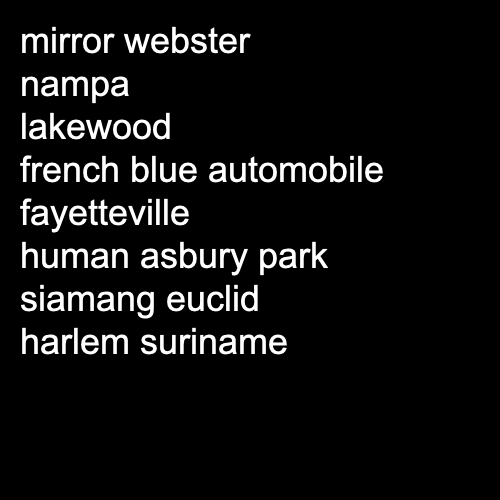 mirror webster
nampa
lakewood
french blue automobile
fayetteville
human asbury park
siamang euclid
harlem suriname